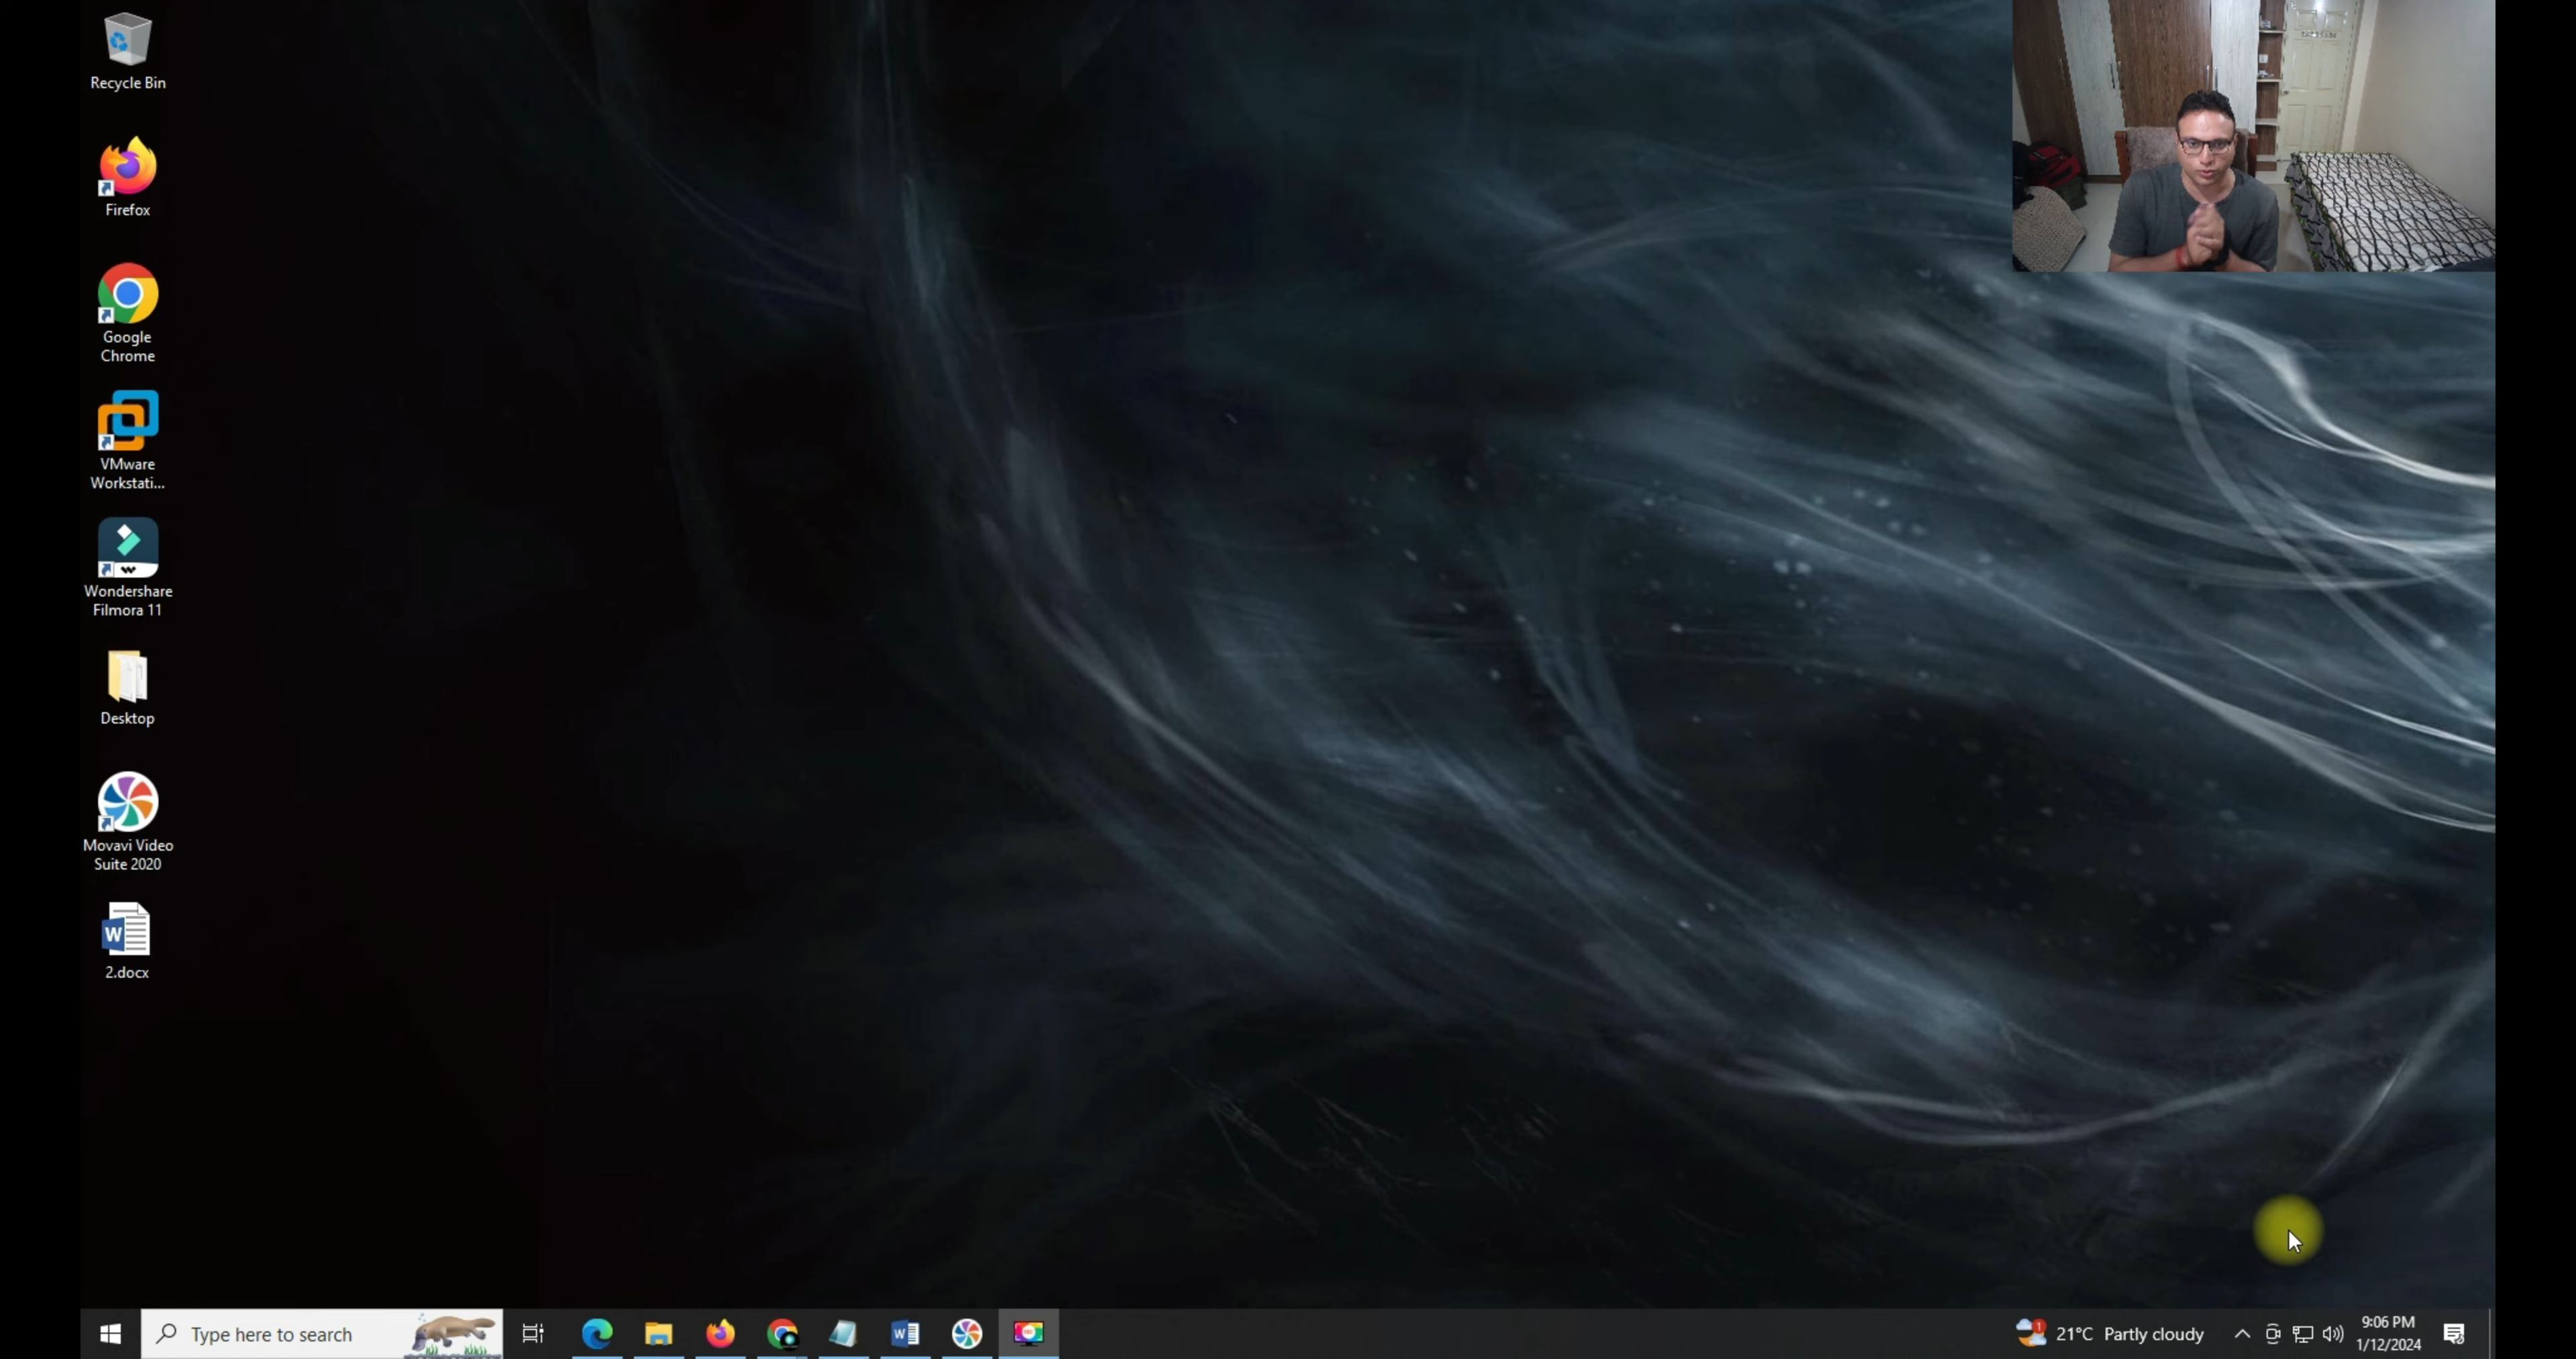 Recycle Bin
Firefox
Google
Chrome
VMware
Workstati...
Wondershare
Filmora 11
Desktop
Movavi Video
Suite 2020
W
2.docx
Type here to search
W
1
21°C Partly cloudy
9:06 PM
1/12/2024